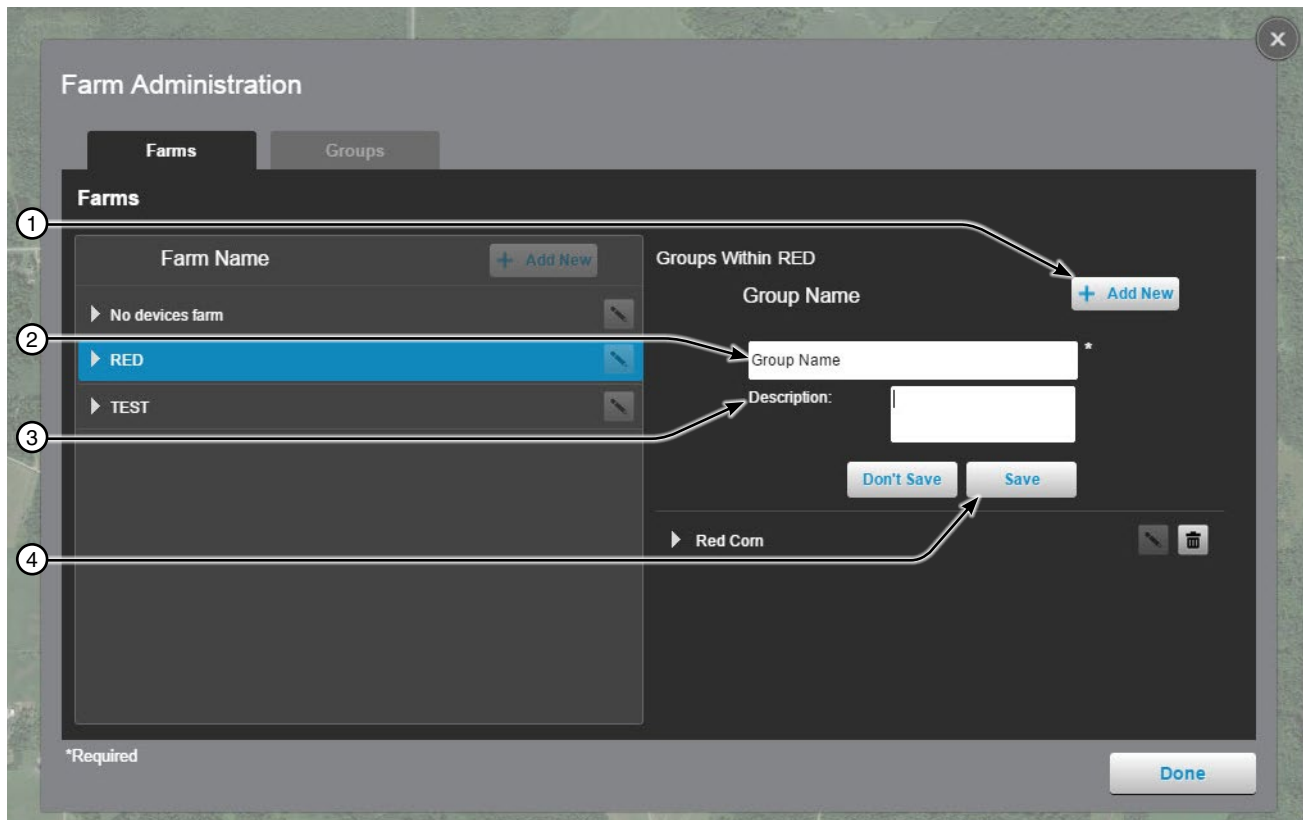 Farm Administration
Farms Groups
Farms
1
Farm Name + Add New
Groups Within RED
Group Name + Add New
No devices farm
2
RED
Group Name *
TEST
Description:
3
Don't Save Save
Red Corn
4
*Required
Done